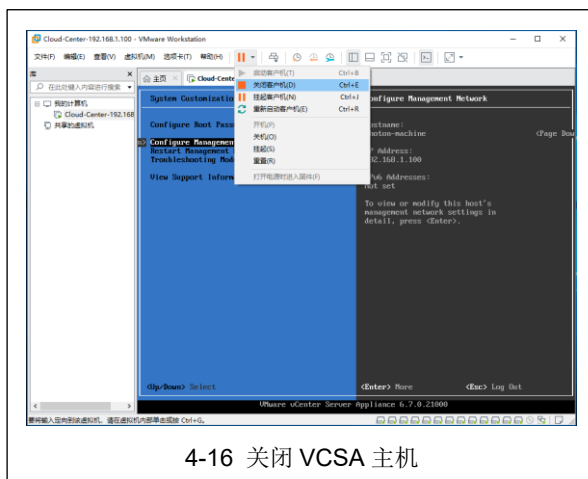 Cloud-Center-192.168.1.100 - VMware Workstation
文件(F) 编辑(E) 查看(V) 虚拟机(M) 选项卡(T) 帮助(H)
库
主页
Cloud-Cente
在此处键入内容进行搜索
我的计算机
Cloud-Center-192.168
共享的虚拟机
启动客户机(T) Ctrl+B
关闭客户机(D) Ctrl+E
挂起客户机(N) Ctrl+J
重新启动客户机(E) Ctrl+R
开机(P)
关机(O)
挂起(S)
重置(R)
打开电源时进入固件(F)
System Customizatio
Configure Root Pass
Configure Management
Restart Management
Troubleshooting Mod
View Support Inform
onfigure Management Network
ostname:
hoton-machine
<Page Dow
Address:
92.168.1.100
v6 Addresses:
Not set
To view or modify this host's
management network settings in
detail, press <Enter>.
<Up/Down> Select
<Enter> More
<Esc> Log Out
VMware vCenter Server Appliance 6.7.0.21000
要将输入定向到该虚拟机，请在虚拟机内部单击或按 Ctrl+G。
4-16 关闭 VCSA 主机